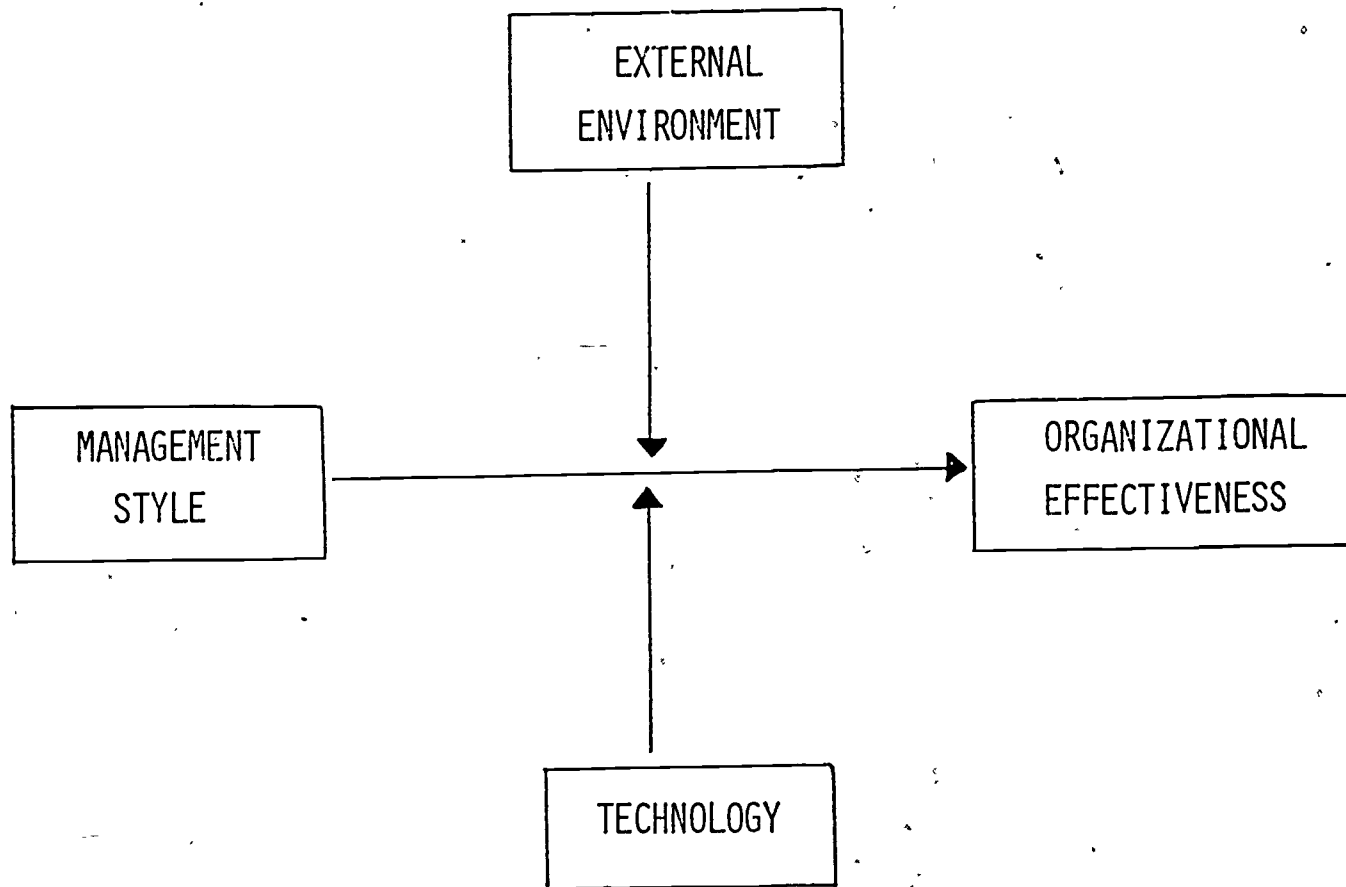 EXTERNAL
ENVIRONMENT
MANAGEMENT
STYLE
ORGANIZATIONAL
EFFECTIVENESS
TECHNOLOGY